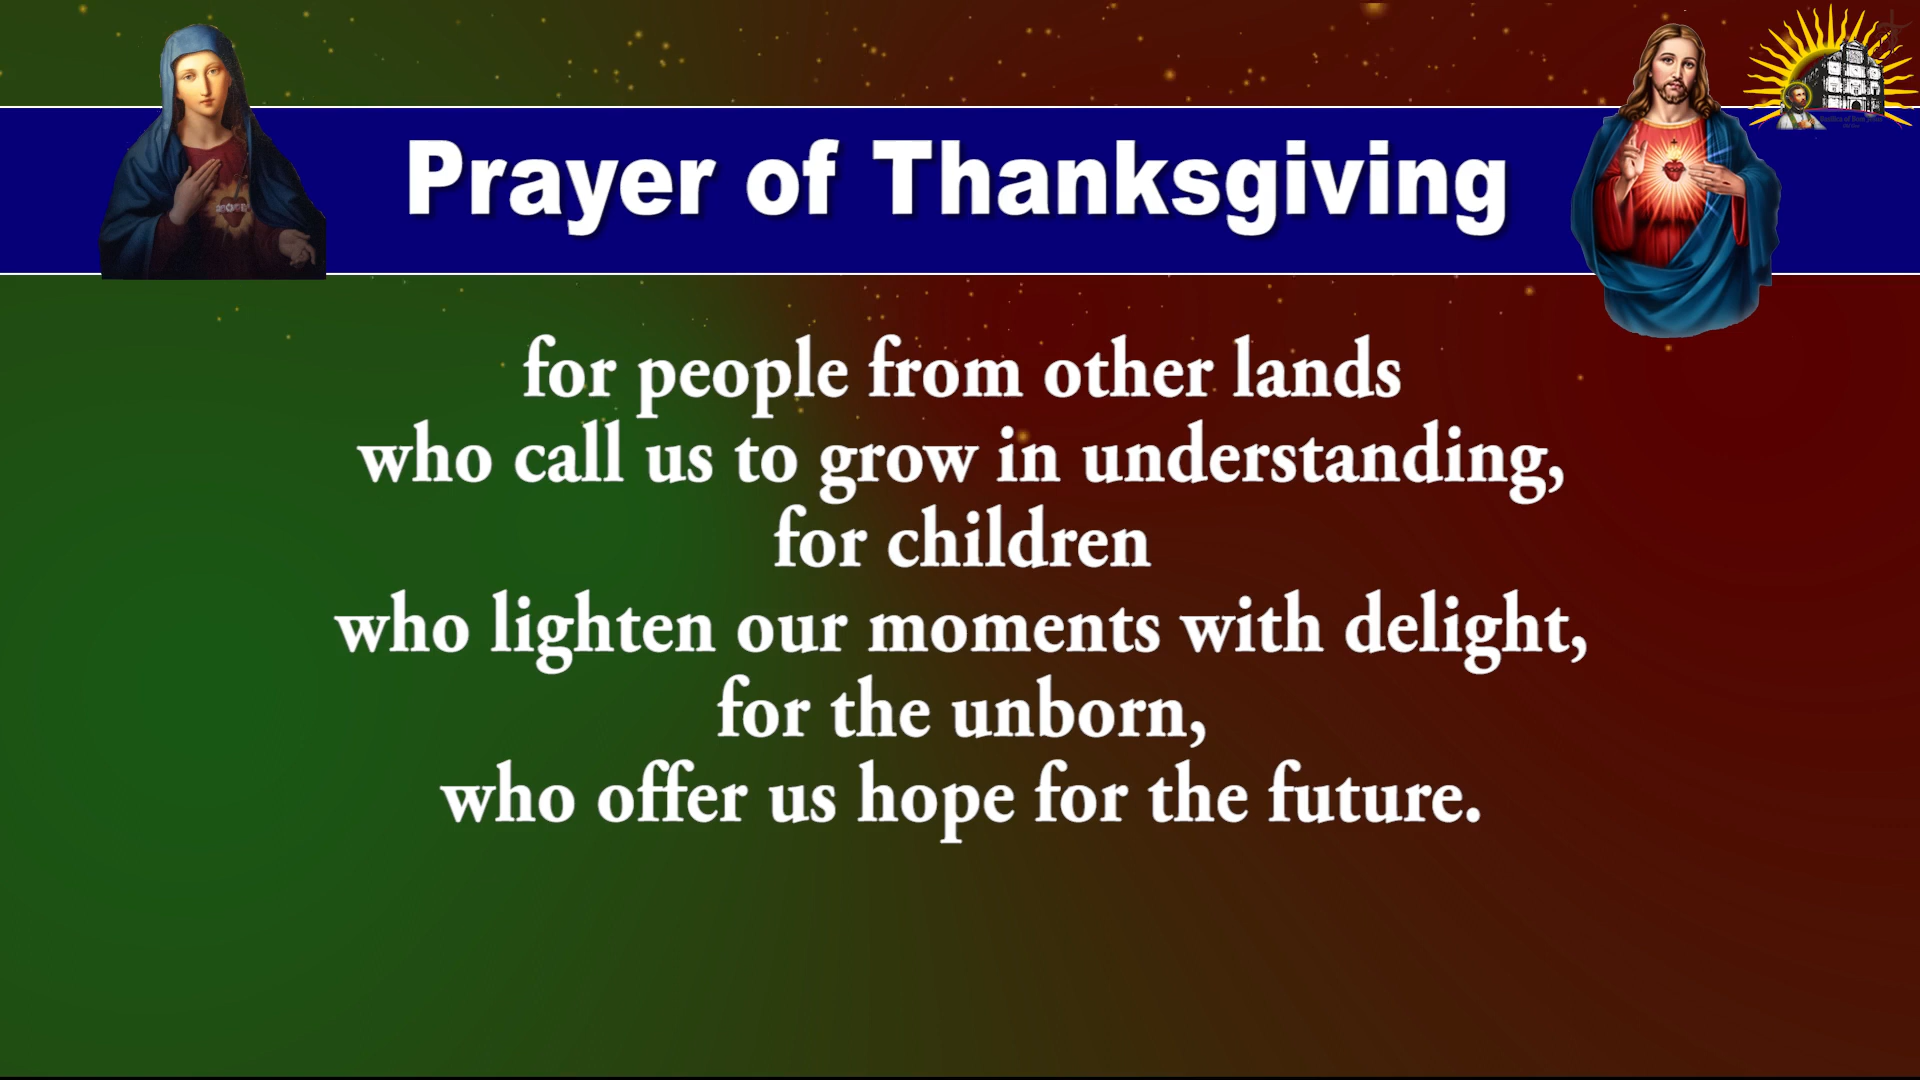 Prayer of Thanksgiving
for people from other lands
who call us to grow in understanding,
for children
who lighten our moments with delight,
for the unborn,
who offer us hope for the future.